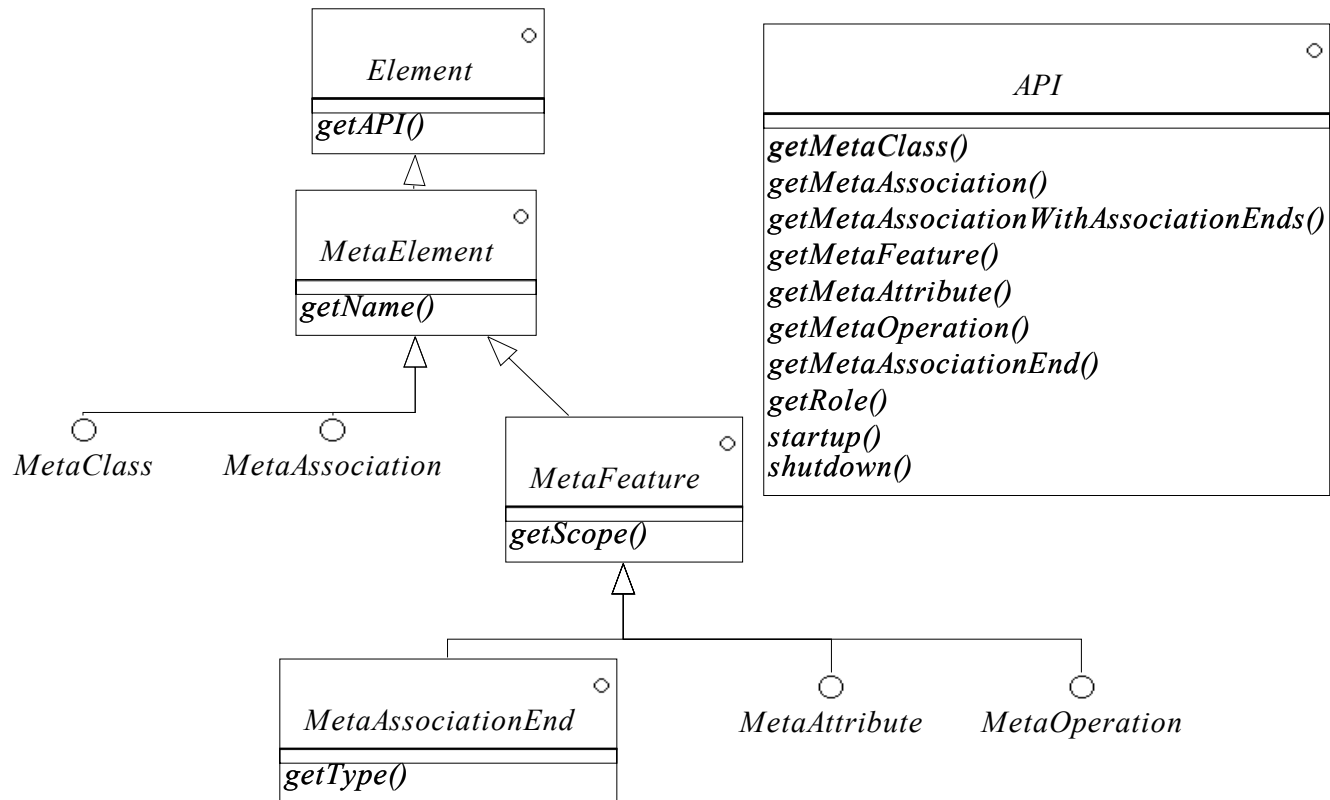 Element
getAPI()
API
getMetaClass()
getMetaAssociation()
getMetaAssociationWithAssociationEnds()
getMetaFeature()
getMetaAttribute()
getMetaOperation()
getMetaAssociationEnd()
getRole()
startup()
shutdown()
MetaElement
getName()
MetaClass
MetaAssociation
MetaFeature
getScope()
MetaAssociationEnd
getType()
MetaAttribute
MetaOperation